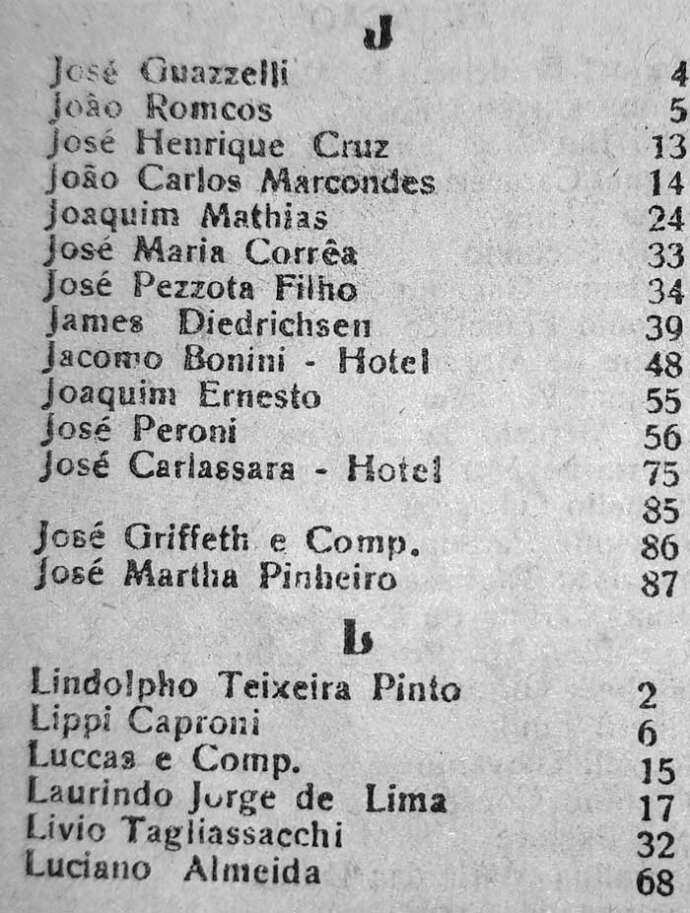 J
José Guazzelli 4
João Romcos 5
José Henrique Cruz 13
João Carlos Marcondes 14
Joaquim Mathias 24
José Maria Corrêa 33
José Pezzota Filho 34
James Diedrichsen 39
Jacomo Bonini - Hotel 48
Joaquim Ernesto 55
José Peroni 56
José Carlassara - Hotel 75
85
José Griffeth e Comp. 86
José Martha Pinheiro 87
L
Lindolpho Teixeira Pinto 2
Lippi Caproni 6
Luccas e Comp. 15
Laurindo Jorge de Lima 17
Livio Tagliassacchi 32
Luciano Almeida 68